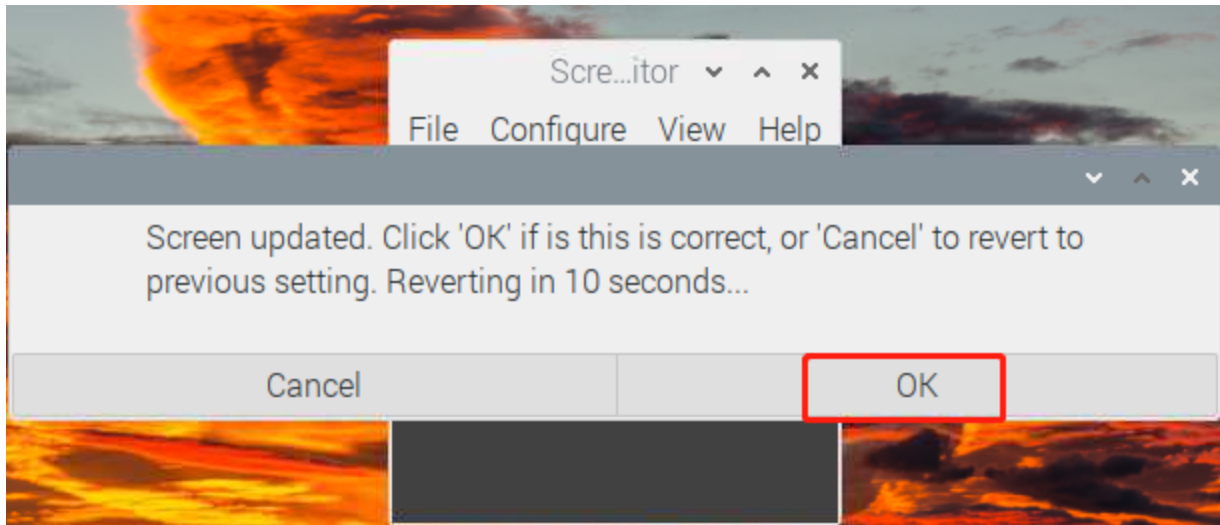 Scre...itor
File Configure View Help
Screen updated. Click 'OK' if is this is correct, or 'Cancel' to revert to
previous setting. Reverting in 10 seconds...
Cancel OK